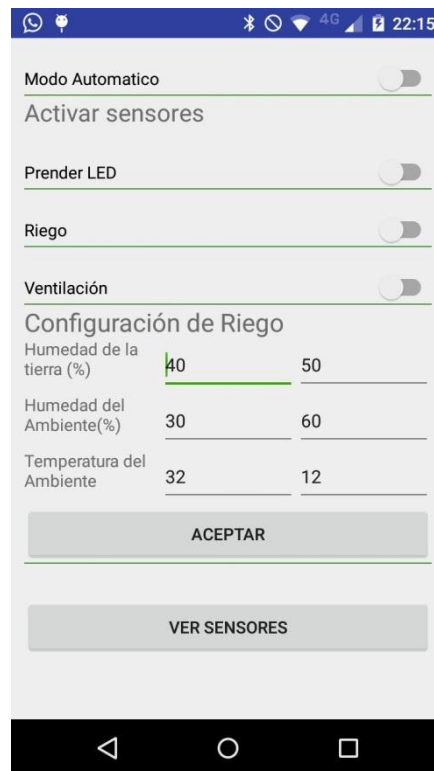 4G 22:15
Modo Automatico
Activar sensores
Prender LED
Riego
Ventilación
Configuración de Riego
Humedad de la
tierra (%) 40 50
Humedad del
Ambiente(%) 30 60
Temperatura del
Ambiente 32 12
ACEPTAR
VER SENSORES